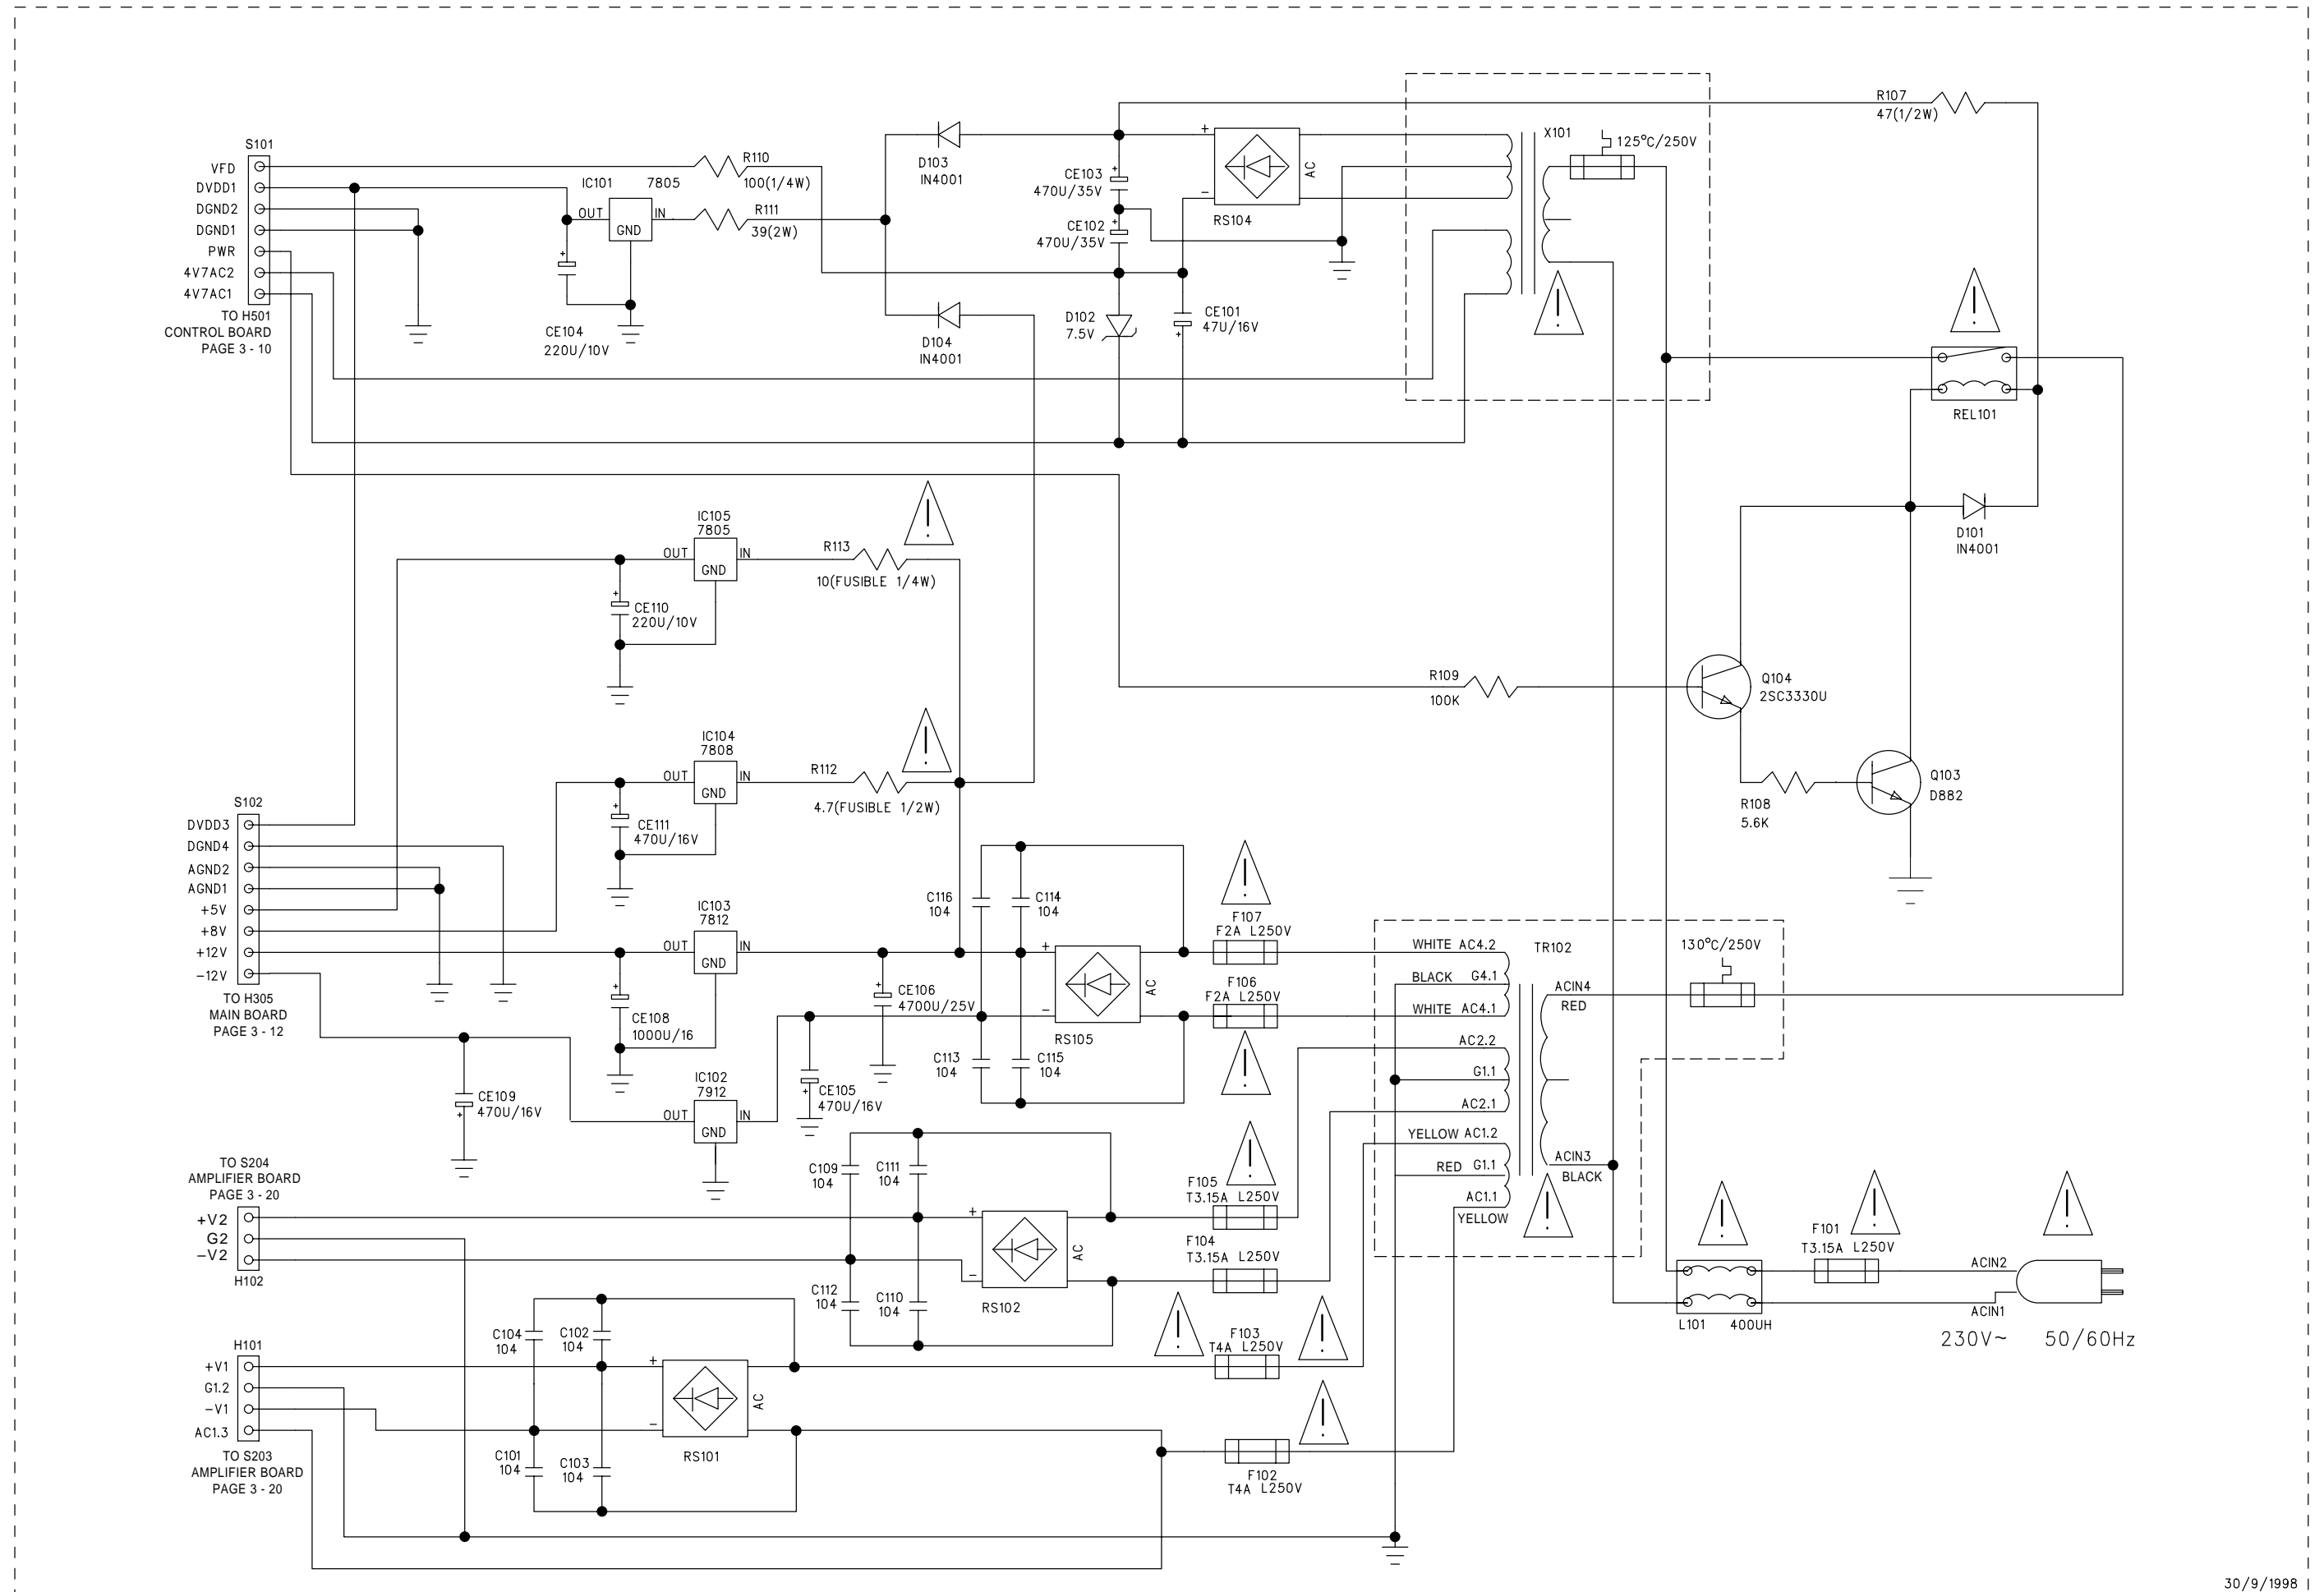 S101
VFD
DVDD1
DGND2
DGND1
PWR
4V7AC2
4V7AC1
TO H501
CONTROL BOARD
PAGE 3 - 10
IC101 7805
OUT
IN
GND
CE104
220U/10V
R110
100(1/4W)
R111
39(2W)
D103
IN4001
D104
IN4001
CE103
470U/35V
CE102
470U/35V
D102
7.5V
CE101
47U/16V
+
+
+
+
+
−
RS104
AC
X101
125°C/250V
!
R107
47(1/2W)
!
REL101
D101
IN4001
IC105
7805
OUT
IN
GND
R113
10(FUSIBLE 1/4W)
!
+
CE110
220U/10V
R109
100K
Q104
2SC3330U
R108
5.6K
Q103
D882
IC104
7808
OUT
IN
GND
R112
4.7(FUSIBLE 1/2W)
!
+
CE111
470U/16V
S102
DVDD3
DGND4
AGND2
AGND1
+5V
+8V
+12V
−12V
TO H305
MAIN BOARD
PAGE 3 - 12
IC103
7812
OUT
IN
GND
+
CE108
1000U/16
+
CE106
4700U/25V
C116
104
C114
104
C113
104
C115
104
+
−
RS105
AC
!
F107
F2A L250V
F106
F2A L250V
!
WHITE AC4.2
BLACK G4.1
WHITE AC4.1
AC2.2
G1.1
AC2.1
YELLOW AC1.2
RED G1.1
AC1.1
YELLOW
TR102
130°C/250V
ACIN4
RED
ACIN3
BLACK
!
CE109
470U/16V
+
IC102
7912
OUT
IN
GND
CE105
470U/16V
+
TO S204
AMPLIFIER BOARD
PAGE 3 - 20
+V2
G2
−V2
H102
C109
104
C111
104
C112
104
C110
104
+
−
RS102
AC
!
F105
T3.15A L250V
F104
T3.15A L250V
!
F101
T3.15A L250V
!
!
ACIN2
ACIN1
L101 400UH
230V~ 50/60Hz
H101
+V1
G1.2
−V1
AC1.3
TO S203
AMPLIFIER BOARD
PAGE 3 - 20
C104
104
C102
104
C101
104
C103
104
+
−
RS101
AC
!
F103
T4A L250V
!
!
F102
T4A L250V
30/9/1998